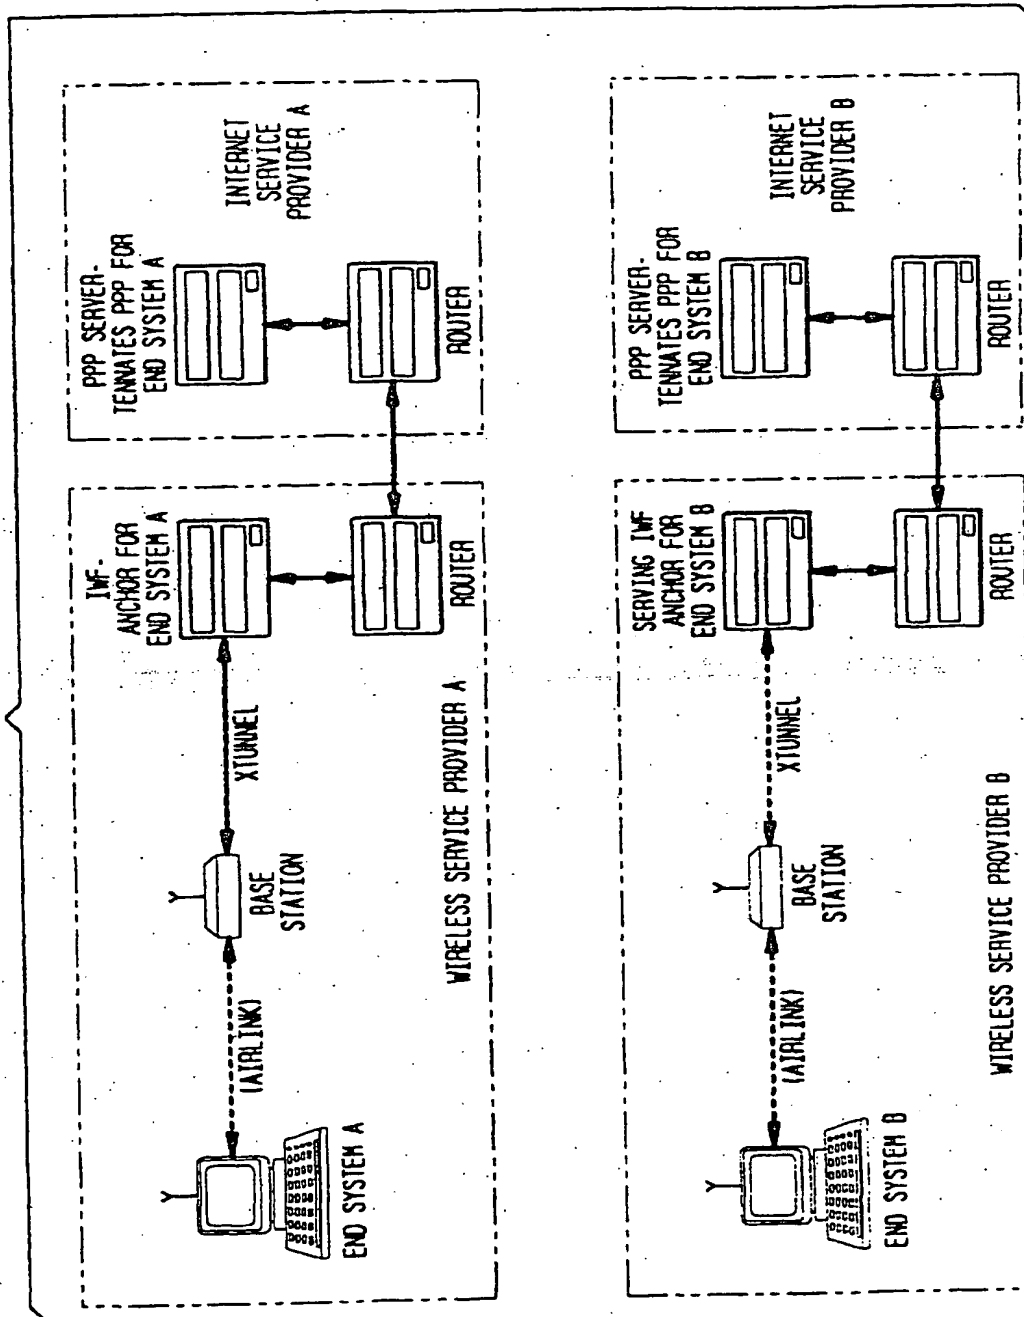 END SYSTEM A
(AIRLINK)
BASE
STATION
XTUNNEL
IWF-
ANCHOR FOR
END SYSTEM A
ROUTER
WIRELESS SERVICE PROVIDER A
PPP SERVER-
TENNATES PPP FOR
END SYSTEM A
ROUTER
INTERNET
SERVICE
PROVIDER A
END SYSTEM B
(AIRLINK)
BASE
STATION
XTUNNEL
SERVING IWF
ANCHOR FOR
END SYSTEM B
ROUTER
WIRELESS SERVICE PROVIDER B
PPP SERVER-
TENNATES PPP FOR
END SYSTEM B
ROUTER
INTERNET
SERVICE
PROVIDER B